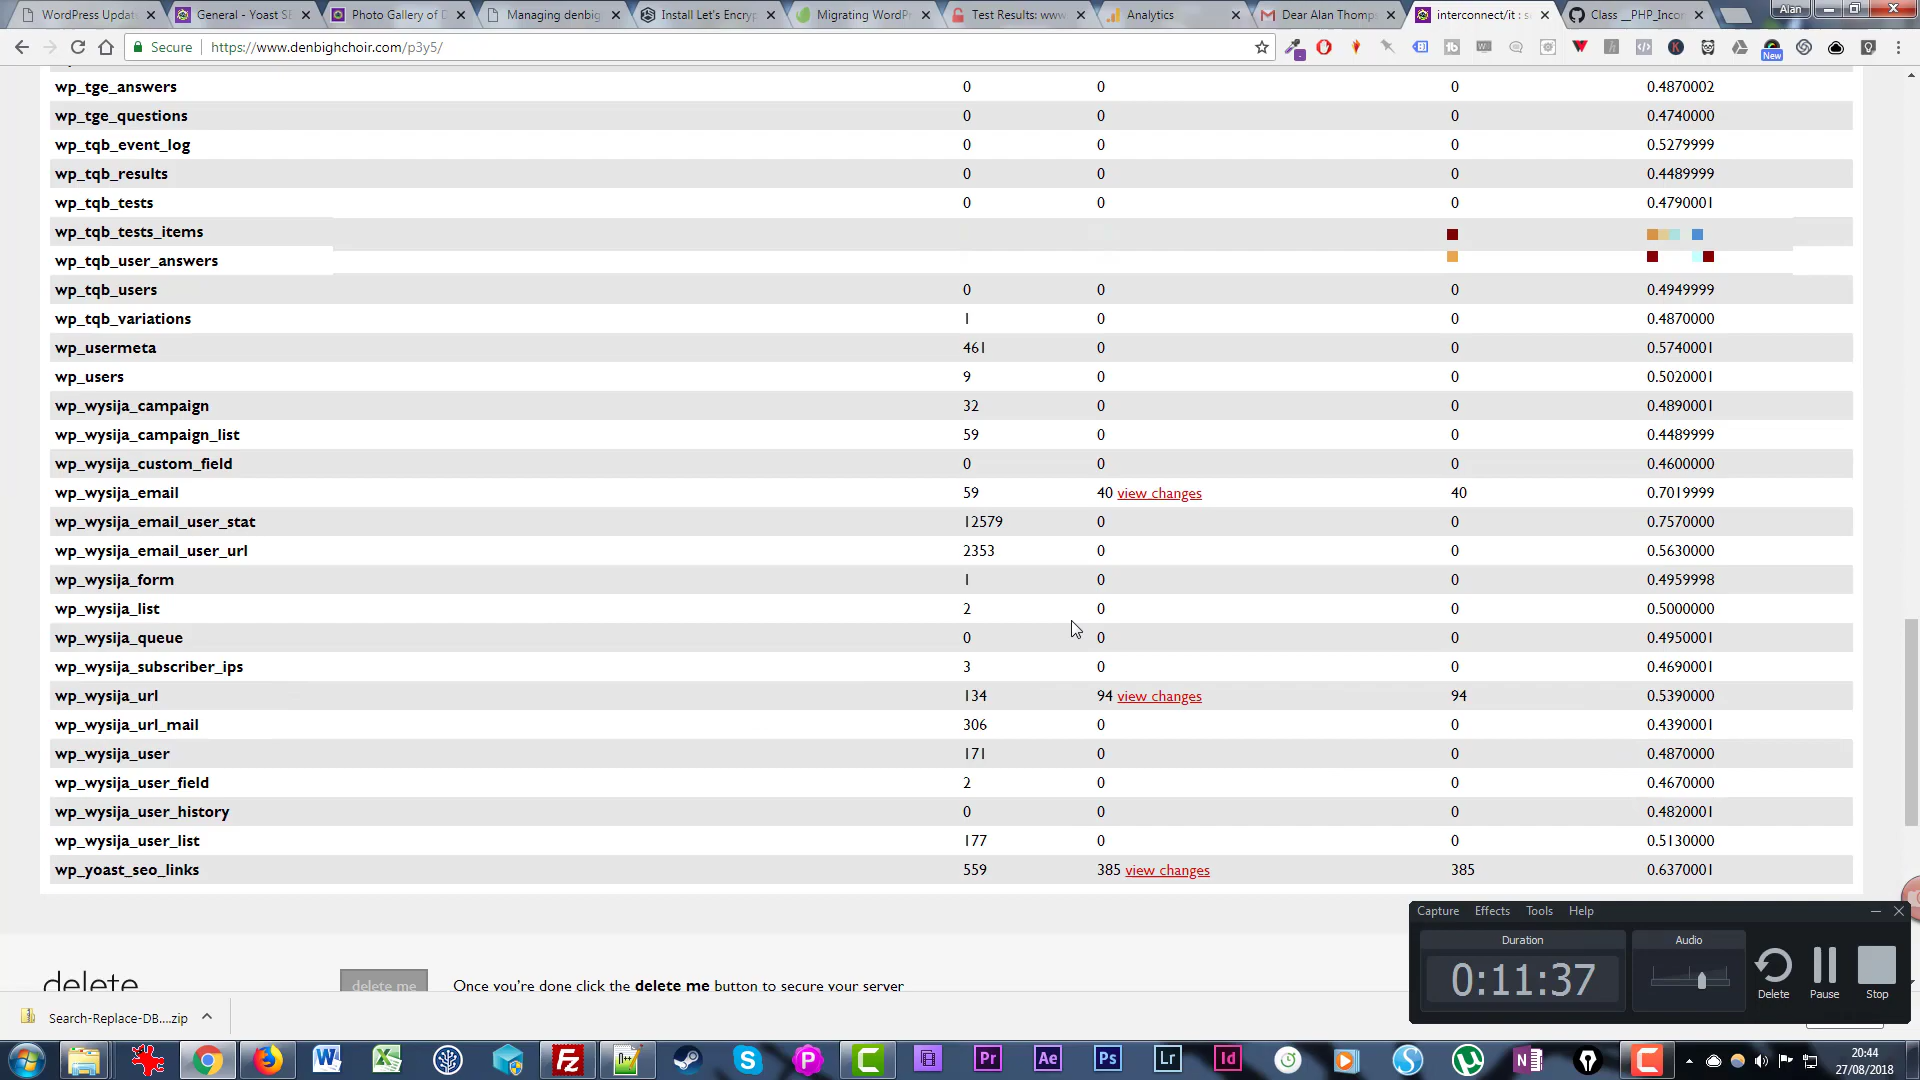 WordPress Updat
General - Yoast SE
Photo Gallery of D
Managing denbig
Install Let's Encryp
Migrating WordPr
Test Results: www
Analytics
Dear Alan Thomps
interconnect/it : se
Class __PHP_Incor
Alan
Secure
https://www.denbighchoir.com/p3y5/
New
wp_tge_answers 0 0 0 0.4870002
wp_tge_questions 0 0 0 0.4740000
wp_tqb_event_log 0 0 0 0.5279999
wp_tqb_results 0 0 0 0.4489999
wp_tqb_tests 0 0 0 0.4790001
wp_tqb_tests_items
wp_tqb_user_answers
wp_tqb_users 0 0 0 0.4949999
wp_tqb_variations 1 0 0 0.4870000
wp_usermeta 461 0 0 0.5740001
wp_users 9 0 0 0.5020001
wp_wysija_campaign 32 0 0 0.4890001
wp_wysija_campaign_list 59 0 0 0.4489999
wp_wysija_custom_field 0 0 0 0.4600000
wp_wysija_email 59 40 view changes 40 0.7019999
wp_wysija_email_user_stat 12579 0 0 0.7570000
wp_wysija_email_user_url 2353 0 0 0.5630000
wp_wysija_form 1 0 0 0.4959998
wp_wysija_list 2 0 0 0.5000000
wp_wysija_queue 0 0 0 0.4950001
wp_wysija_subscriber_ips 3 0 0 0.4690001
wp_wysija_url 134 94 view changes 94 0.5390000
wp_wysija_url_mail 306 0 0 0.4390001
wp_wysija_user 171 0 0 0.4870000
wp_wysija_user_field 2 0 0 0.4670000
wp_wysija_user_history 0 0 0 0.4820001
wp_wysija_user_list 177 0 0 0.5130000
wp_yoast_seo_links 559 385 view changes 385 0.6370001
Capture Effects Tools Help
Duration Audio
0:11:37
Delete Pause Stop
delete
delete me
Once you're done click the delete me button to secure your server
Search-Replace-DB....zip
20:44
27/08/2018